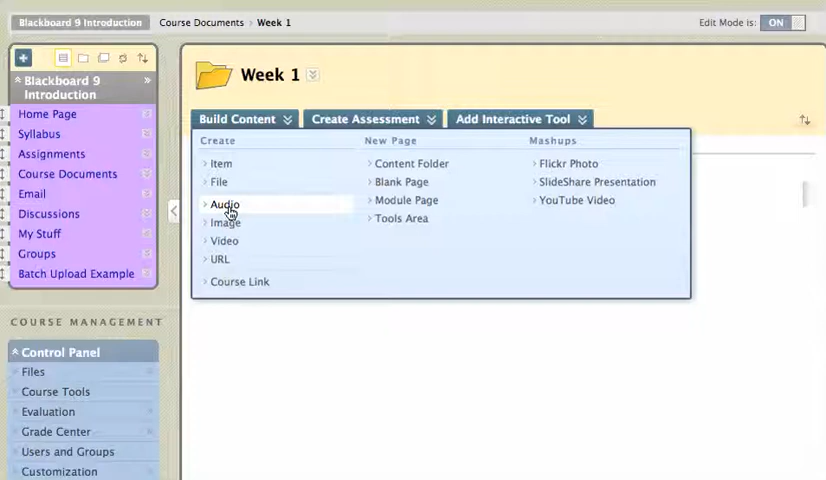 Blackboard 9 Introduction
Course Documents > Week 1
Edit Mode is: ON
Blackboard 9
Introduction
Home Page
Syllabus
Assignments
Course Documents
Email
Discussions
My Stuff
Groups
Batch Upload Example
COURSE MANAGEMENT
Control Panel
Files
Course Tools
Evaluation
Grade Center
Users and Groups
Customization
Week 1
Build Content
Create Assessment
Add Interactive Tool
Create
Item
File
Audio
Image
Video
URL
Course Link
New Page
Content Folder
Blank Page
Module Page
Tools Area
Mashups
Flickr Photo
SlideShare Presentation
YouTube Video